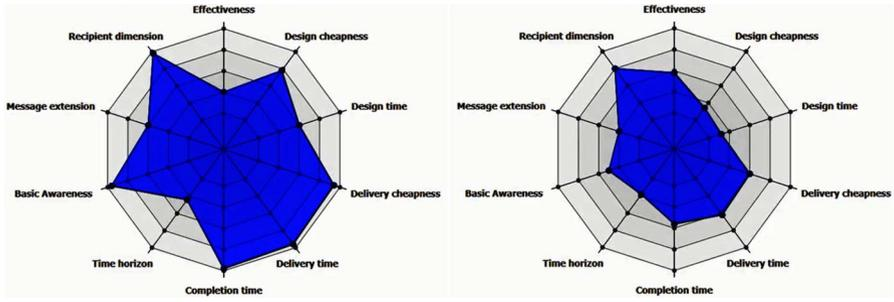 Effectiveness
Recipient dimension
Design cheapness
Message extension
Design time
Basic Awareness
Delivery cheapness
Time horizon
Delivery time
Completion time
Effectiveness
Recipient dimension
Design cheapness
Message extension
Design time
Basic Awareness
Delivery cheapness
Time horizon
Delivery time
Completion time